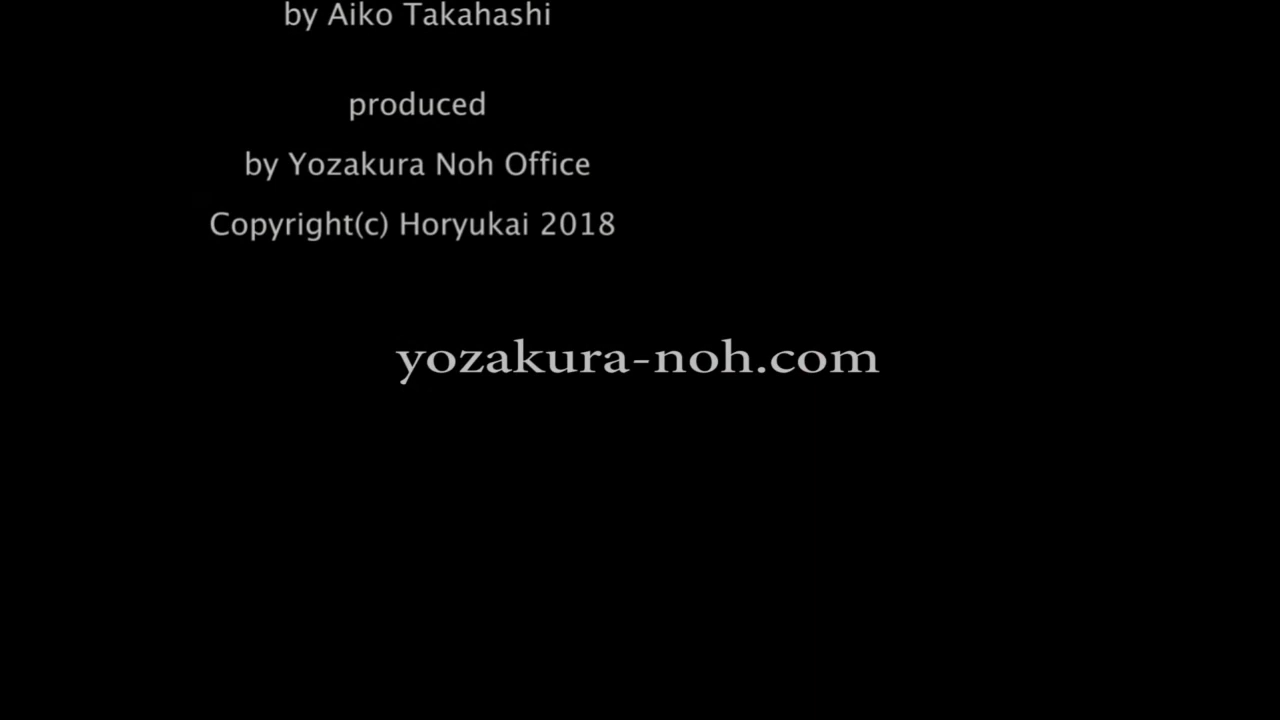 by Aiko Takahashi
produced
by Yozakura Noh Office
Copyright(c) Horyukai 2018
yozakura-noh.com